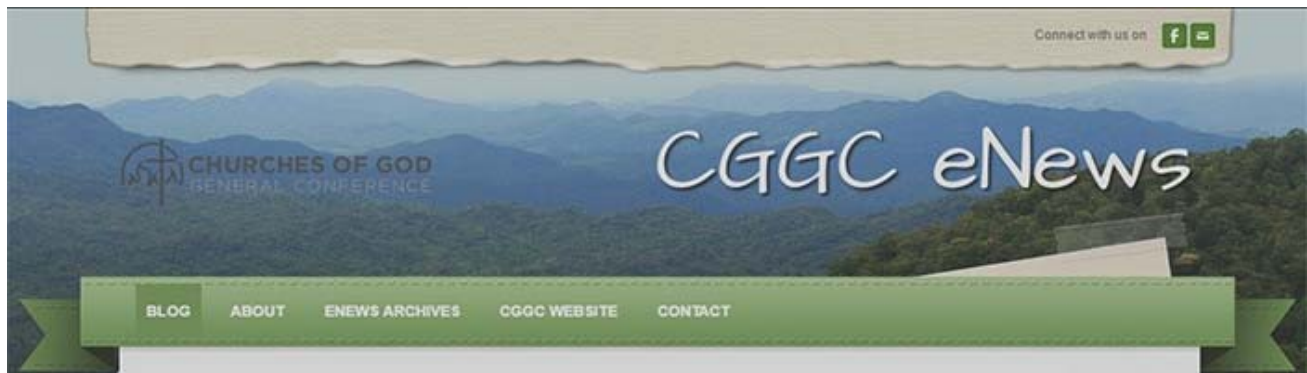 Connect with us on
CHURCHES OF GOD
GENERAL CONFERENCE
CGGC eNews
BLOG ABOUT ENEWS ARCHIVES CGGC WEBSITE CONTACT